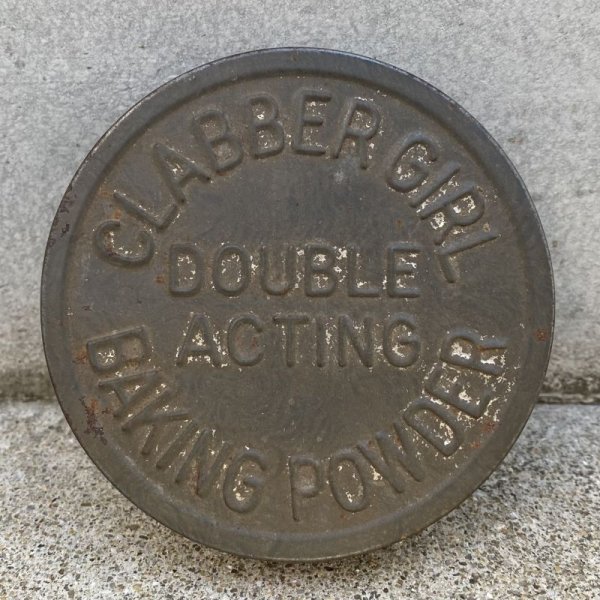 CLABBER GIRL
DOUBLE
ACTING
BAKING POWDER